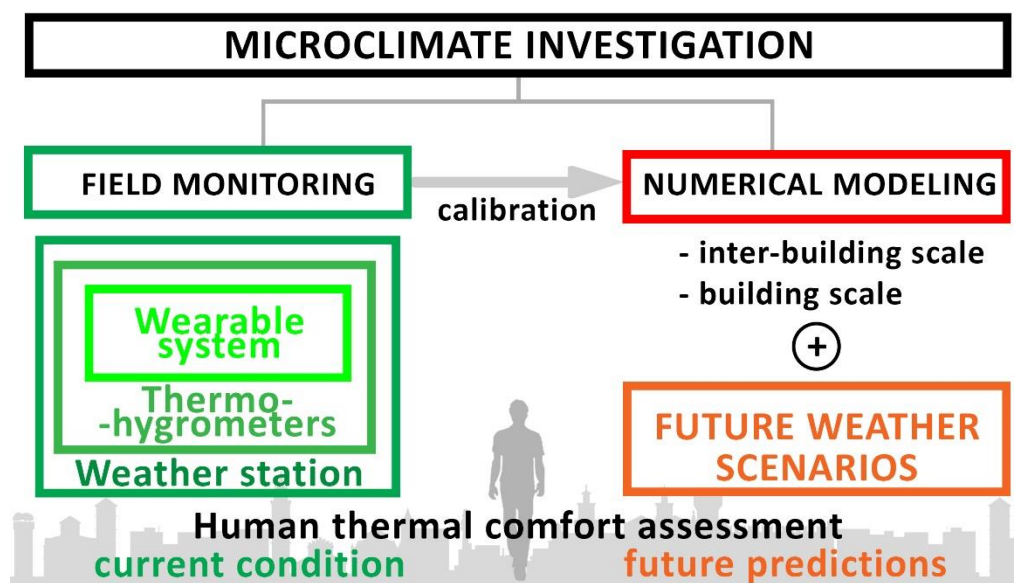 MICROCLIMATE INVESTIGATION
FIELD MONITORING
calibration
NUMERICAL MODELING
- inter-building scale
- building scale
+
Wearable
system
Thermo-
-hygrometers
Weather station
FUTURE WEATHER
SCENARIOS
Human thermal comfort assessment
current condition
future predictions